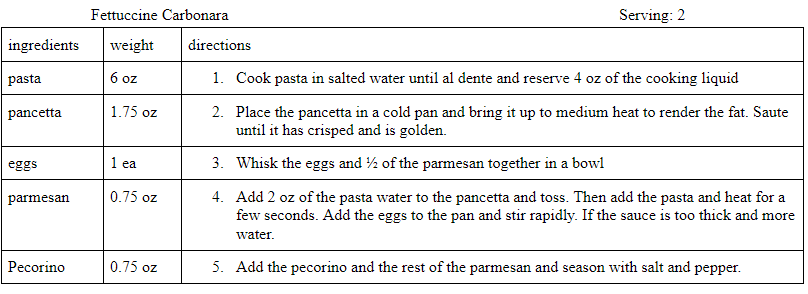 Fettuccine Carbonara Serving: 2
ingredients weight directions
pasta 6 oz 1. Cook pasta in salted water until al dente and reserve 4 oz of the cooking liquid
pancetta 1.75 oz 2. Place the pancetta in a cold pan and bring it up to medium heat to render the fat. Saute
until it has crisped and is golden.
eggs 1 ea 3. Whisk the eggs and ½ of the parmesan together in a bowl
parmesan 0.75 oz 4. Add 2 oz of the pasta water to the pancetta and toss. Then add the pasta and heat for a
few seconds. Add the eggs to the pan and stir rapidly. If the sauce is too thick and more
water.
Pecorino 0.75 oz 5. Add the pecorino and the rest of the parmesan and season with salt and pepper.